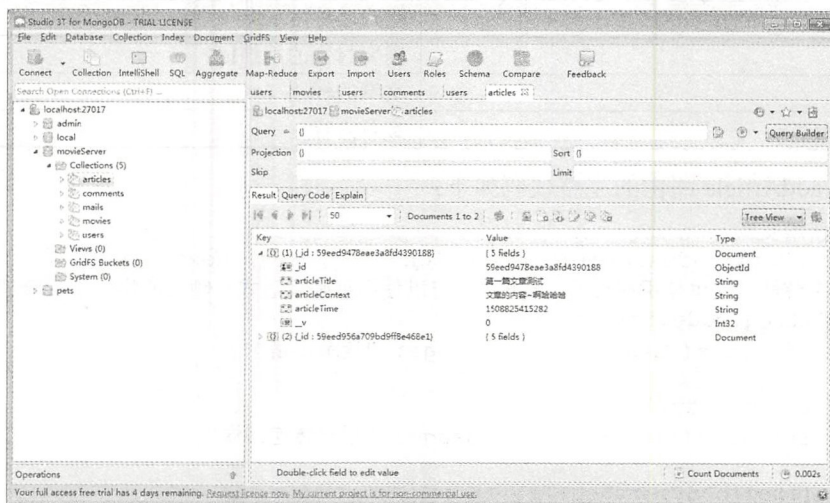 Studio 3T for MongoDB - TRIAL LICENSE
File Edit Database Collection Index Document GridFS View Help
Connect Collection IntelliShell SQL Aggregate Map-Reduce Export Import Users Roles Schema Compare Feedback
Search Open Connections (Ctrl+F) ...
users movies users comments users articles
localhost:27017
admin
local
movieServer
Collections (5)
articles
comments
mails
movies
users
Views (0)
GridFS Buckets (0)
System (0)
pets
localhost:27017 movieServer articles
Query {} Query Builder
Projection {} Sort {}
Skip Limit
Result Query Code Explain
50 Documents 1 to 2 Tree View
Key Value Type
(1) {_id : 59eed9478eae3a8fd4390188} { 5 fields } Document
_id 59eed9478eae3a8fd4390188 ObjectId
articleTitle 第一篇文章测试 String
articleContext 文章的内容~啊哈哈哈 String
articleTime 1508825415282 String
__v 0 Int32
(2) {_id : 59eed956a709bd9ff8e468e1} { 5 fields } Document
Operations
Double-click field to edit value Count Documents 0.002s
Your full access free trial has 4 days remaining. Request licence now. My current project is for non-commercial use.